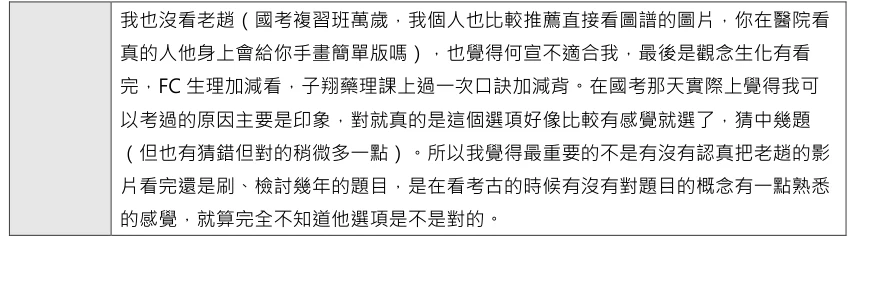 我也沒看老趙（國考複習班萬歲，我個人也比較推薦直接看圖譜的圖片，你在醫院看
真的人他身上會給你手畫簡單版嗎），也覺得何宣不適合我，最後是觀念生化有看
完，FC 生理加減看，子翔藥理課上過一次口訣加減背。在國考那天實際上覺得我可
以考過的原因主要是印象，對就真的是這個選項好像比較有感覺就選了，猜中幾題
（但也有猜錯但對的稍微多一點）。所以我覺得最重要的不是有沒有認真把老趙的影
片看完還是刷、檢討幾年的題目，是在看考古的時候有沒有對題目的概念有一點熟悉
的感覺，就算完全不知道他選項是不是對的。